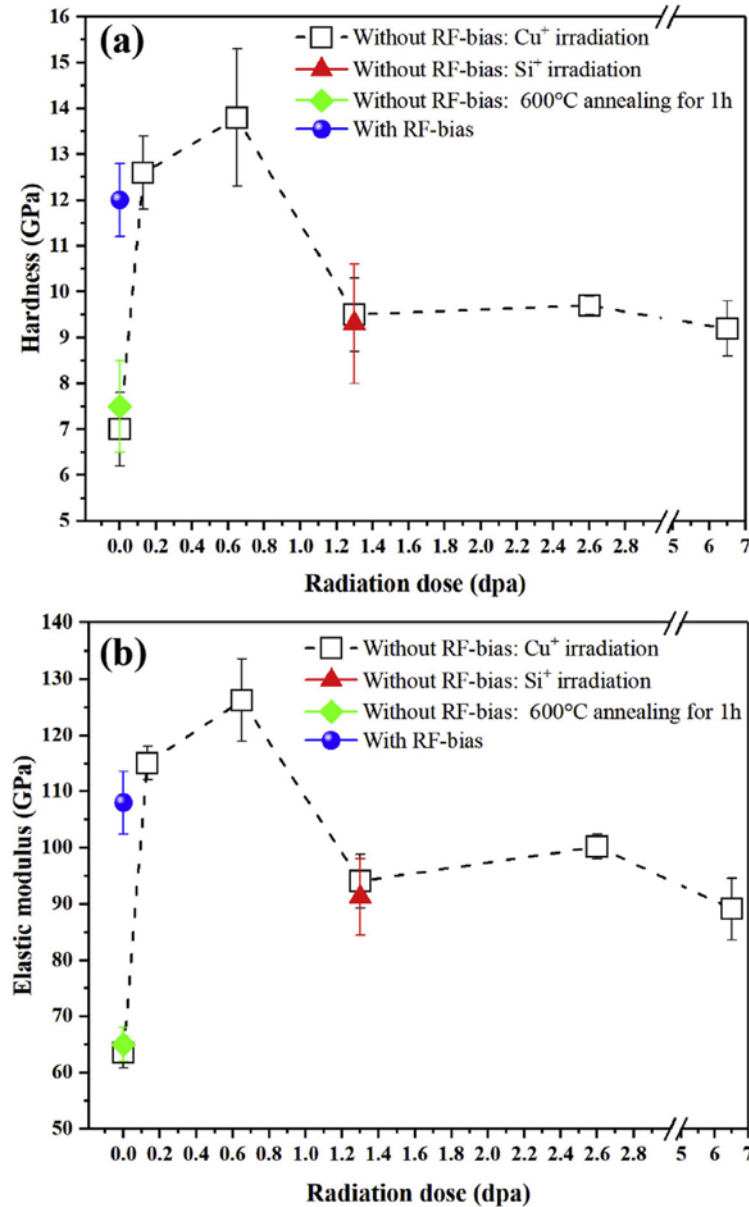 (a)
Without RF-bias: Cu⁺ irradiation
Without RF-bias: Si⁺ irradiation
Without RF-bias: 600°C annealing for 1h
With RF-bias
16
15
14
13
12
11
10
9
8
7
6
5
Hardness (GPa)
0.0 0.2 0.4 0.6 0.8 1.0 1.2 1.4 1.6 1.8 2.0 2.2 2.4 2.6 2.8 5 6 7
Radiation dose (dpa)
(b)
Without RF-bias: Cu⁺ irradiation
Without RF-bias: Si⁺ irradiation
Without RF-bias: 600°C annealing for 1h
With RF-bias
140
130
120
110
100
90
80
70
60
50
Elastic modulus (GPa)
0.0 0.2 0.4 0.6 0.8 1.0 1.2 1.4 1.6 1.8 2.0 2.2 2.4 2.6 2.8 5 6 7
Radiation dose (dpa)